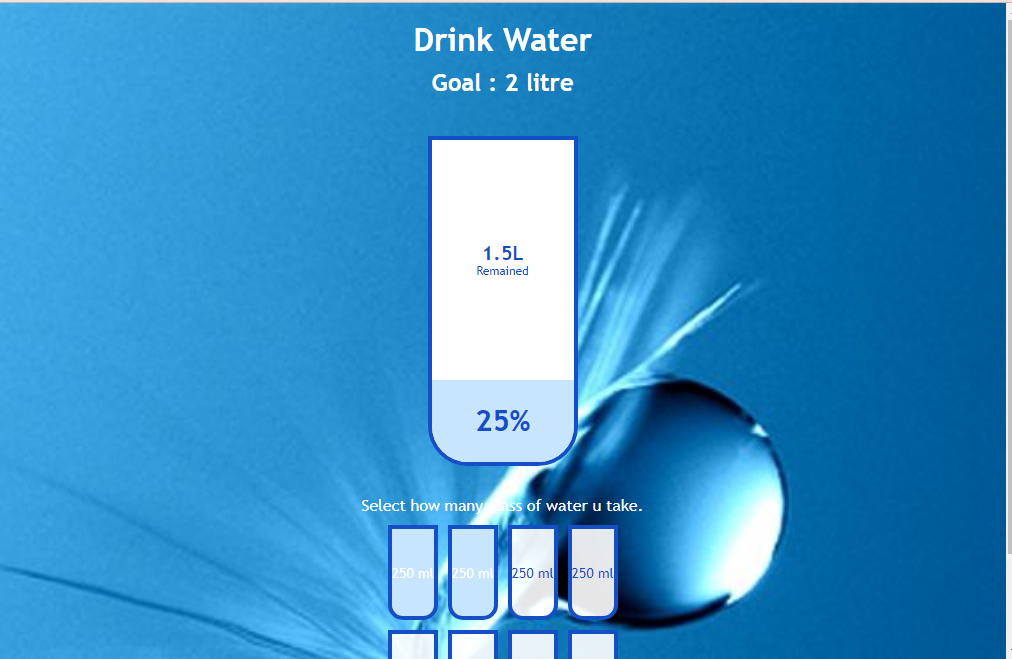 Drink Water
Goal : 2 litre
1.5L
Remained
25%
Select how many glass of water u take.
250 ml 250 ml 250 ml 250 ml